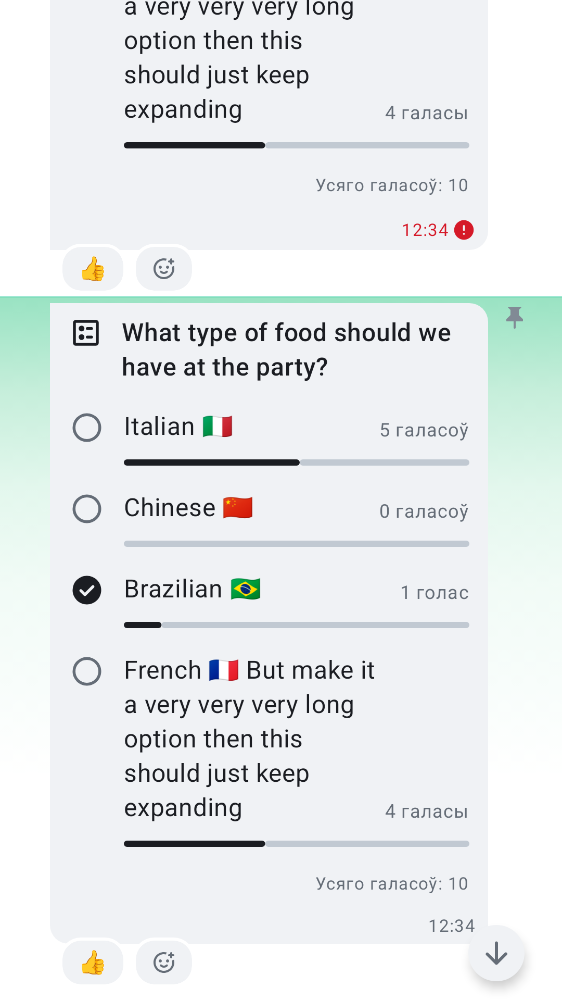 a very very very long
option then this
should just keep
expanding
4 галасы
Усяго галасоў: 10
12:34
What type of food should we
have at the party?
Italian 🇮🇹
5 галасоў
Chinese 🇨🇳
0 галасоў
Brazilian 🇧🇷
1 голас
French 🇫🇷 But make it
a very very very long
option then this
should just keep
expanding
4 галасы
Усяго галасоў: 10
12:34